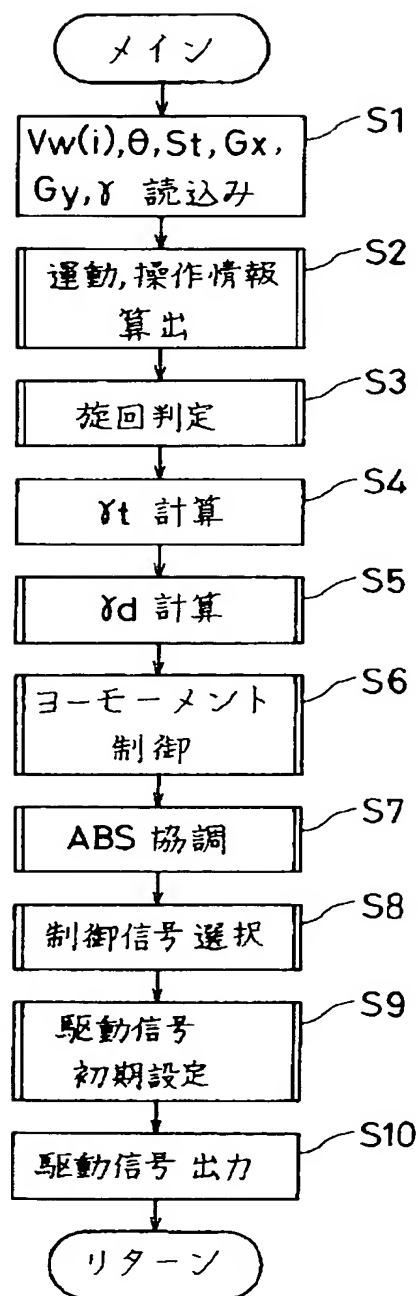 メイン
S1
Vw(i),θ,St,Gx,
Gy,γ 読込み
S2
運動,操作情報
算出
S3
旋回判定
S4
γt 計算
S5
γd 計算
S6
ヨーモーメント
制御
S7
ABS 協調
S8
制御信号 選択
S9
駆動信号
初期設定
S10
駆動信号 出力
リターン